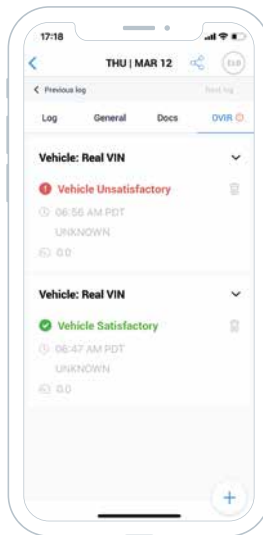 17:18
THU | MAR 12
ELD
Previous log
Next log
Log General Docs DVIR
Vehicle: Real VIN
Vehicle Unsatisfactory
06:56 AM PDT
UNKNOWN
0.0
Vehicle: Real VIN
Vehicle Satisfactory
06:47 AM PDT
UNKNOWN
0.0